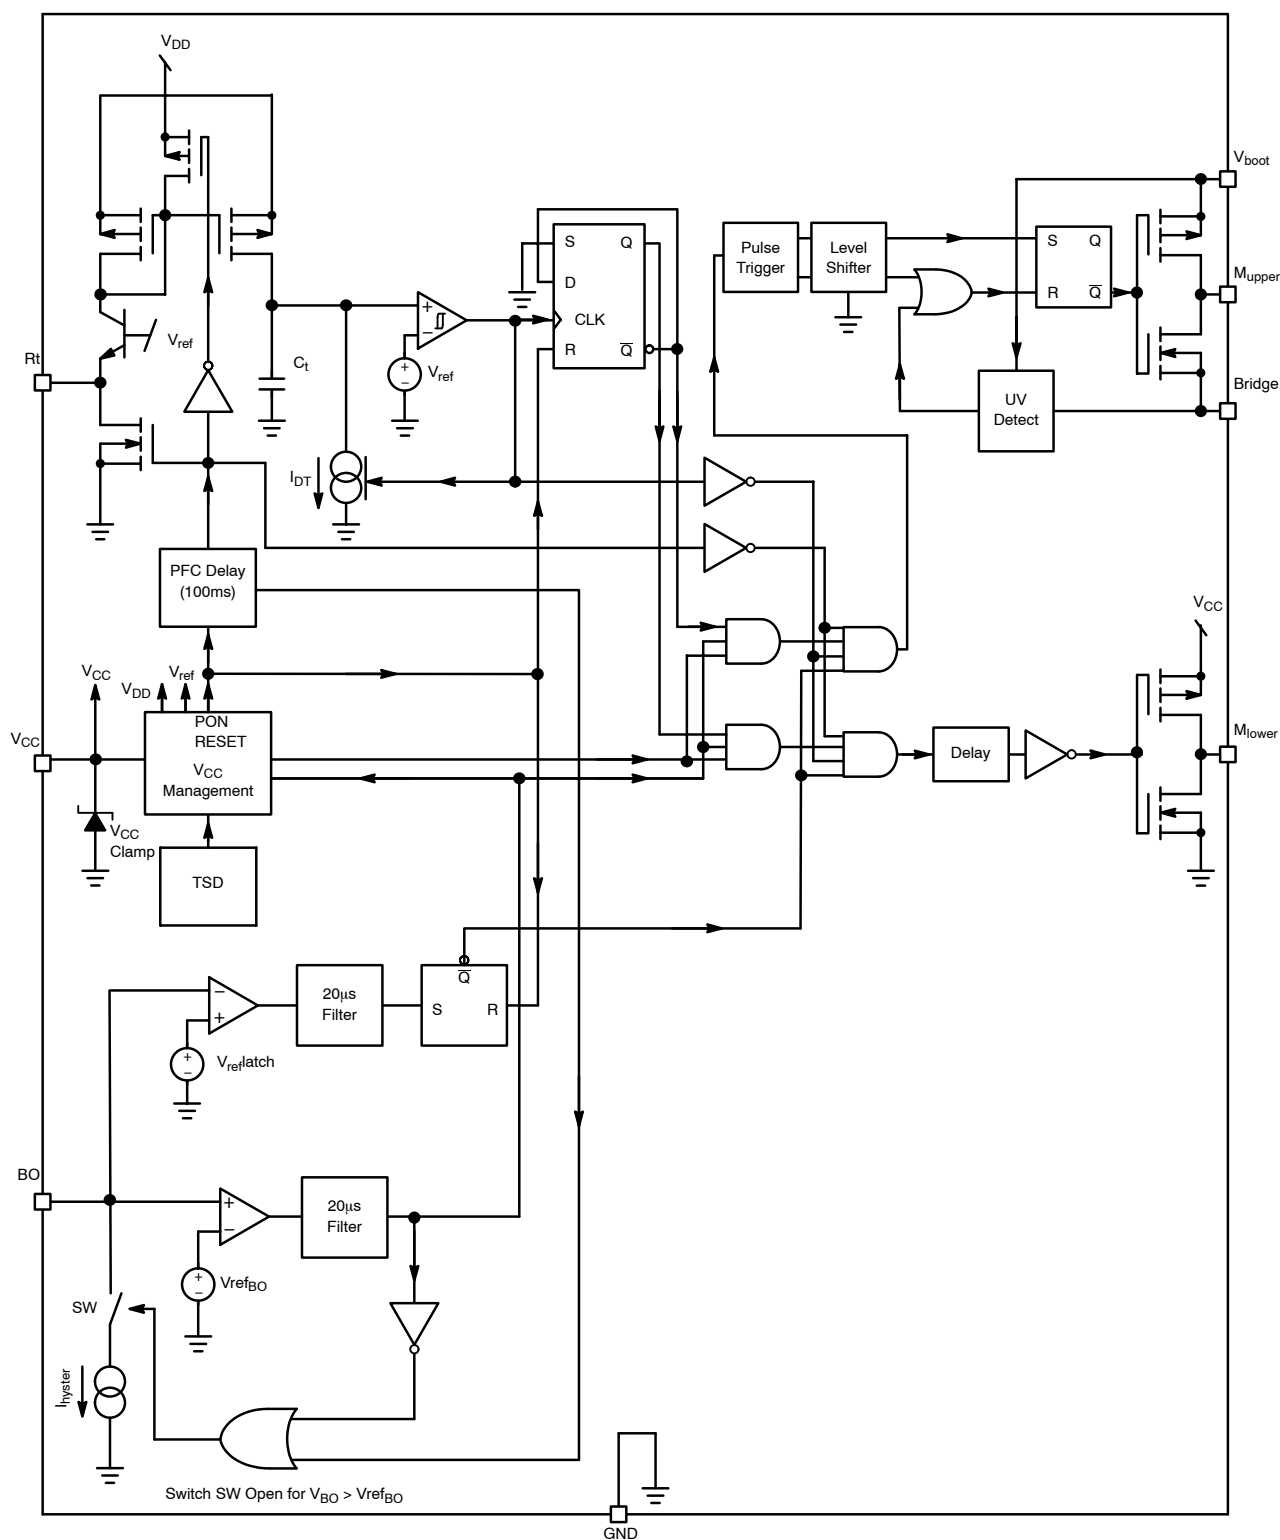 VDD
Vref
Rt
Ct
Vref
IDT
S
Q
D
CLK
R
Q
Pulse
Trigger
Level
Shifter
S
Q
R
Q
Vboot
Mupper
Bridge
UV
Detect
PFC Delay
(100ms)
VCC
VDD
Vref
PON
RESET
VCC
VCC
Management
VCC
Clamp
TSD
Delay
VCC
Mlower
20μs
Filter
Q
S
R
Vreflatch
BO
20μs
Filter
VrefBO
SW
Ihyster
Switch SW Open for VBO > VrefBO
GND